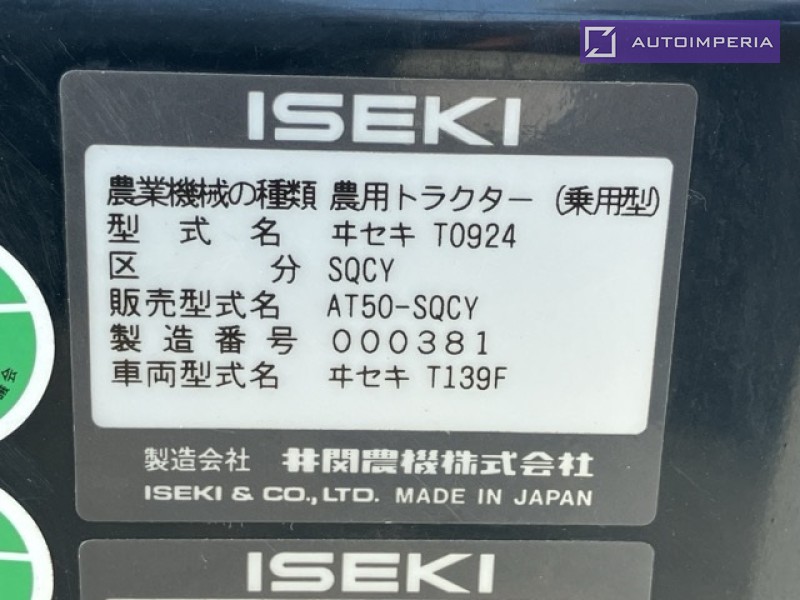 AUTOIMPERIA
ISEKI
農業機械の種類 農用トラクター (乗用型)
型式名 ヰセキ T0924
区分 SQCY
販売型式名 AT50-SQCY
製造番号 000381
車両型式名 ヰセキ T139F
製造会社 井関農機株式会社
ISEKI & CO., LTD. MADE IN JAPAN
ISEKI